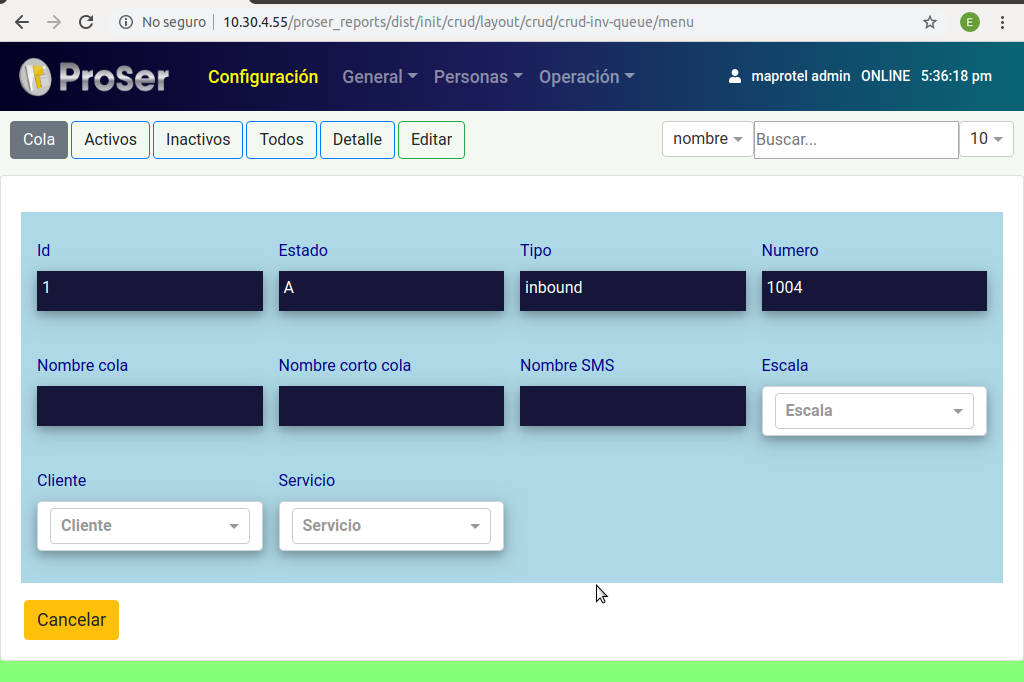 No seguro 10.30.4.55/proser_reports/dist/init/crud/layout/crud/crud-inv-queue/menu E
ProSer Configuración General Personas Operación maprotel admin ONLINE 5:36:18 pm
Cola Activos Inactivos Todos Detalle Editar nombre Buscar... 10
Id Estado Tipo Numero
1 A inbound 1004
Nombre cola Nombre corto cola Nombre SMS Escala
Escala
Cliente Servicio
Cliente Servicio
Cancelar